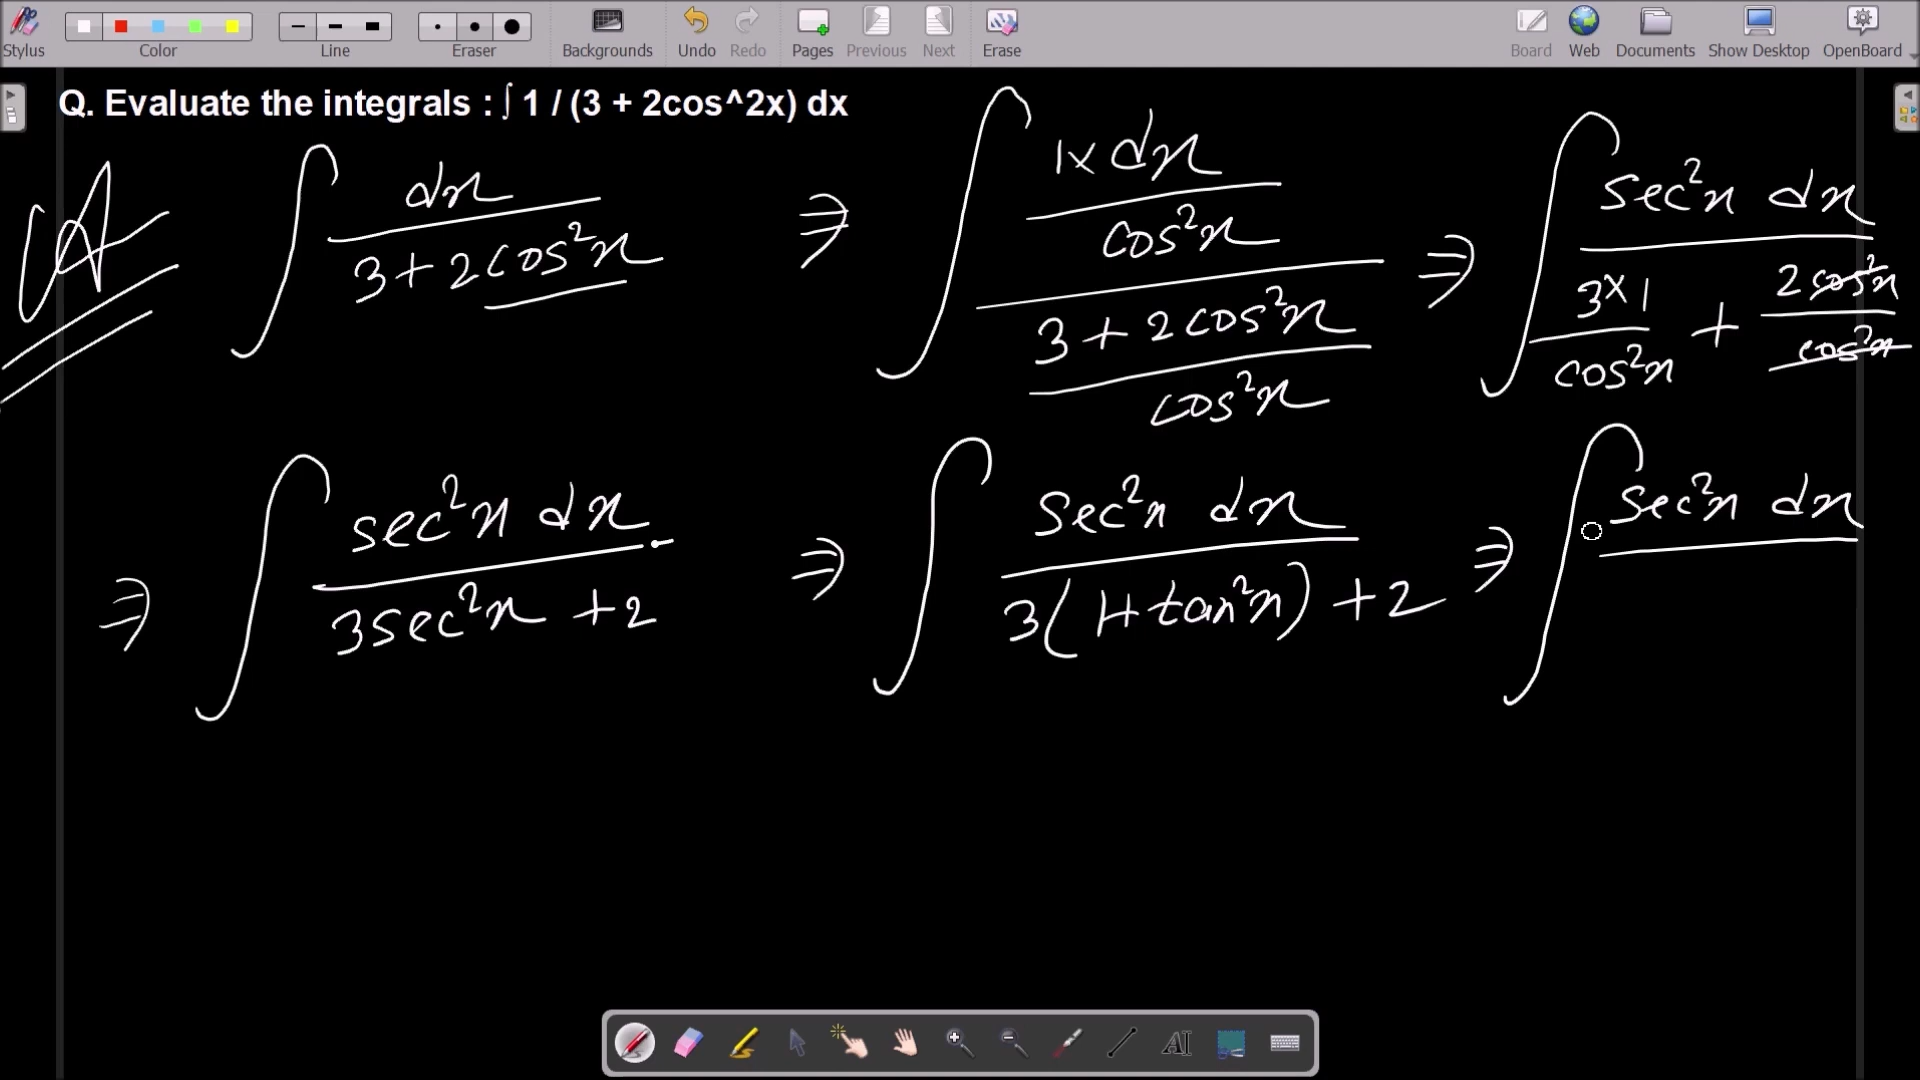 Stylus Color Line Eraser Backgrounds Undo Redo Pages Previous Next Erase Board Web Documents Show Desktop OpenBoard
Q. Evaluate the integrals : ∫ 1 / (3 + 2cos^2x) dx
∫ dx / (3 + 2cos²x) ⇒ ∫ (1× dx / cos²x) / ((3 + 2cos²x) / cos²x) ⇒ ∫ sec²x dx / (3×1 / cos²x + 2cos²x / cos²x)
⇒ ∫ sec²x dx / (3sec²x + 2) ⇒ ∫ sec²x dx / (3(1+tan²x) + 2) ⇒ ∫ sec²x dx